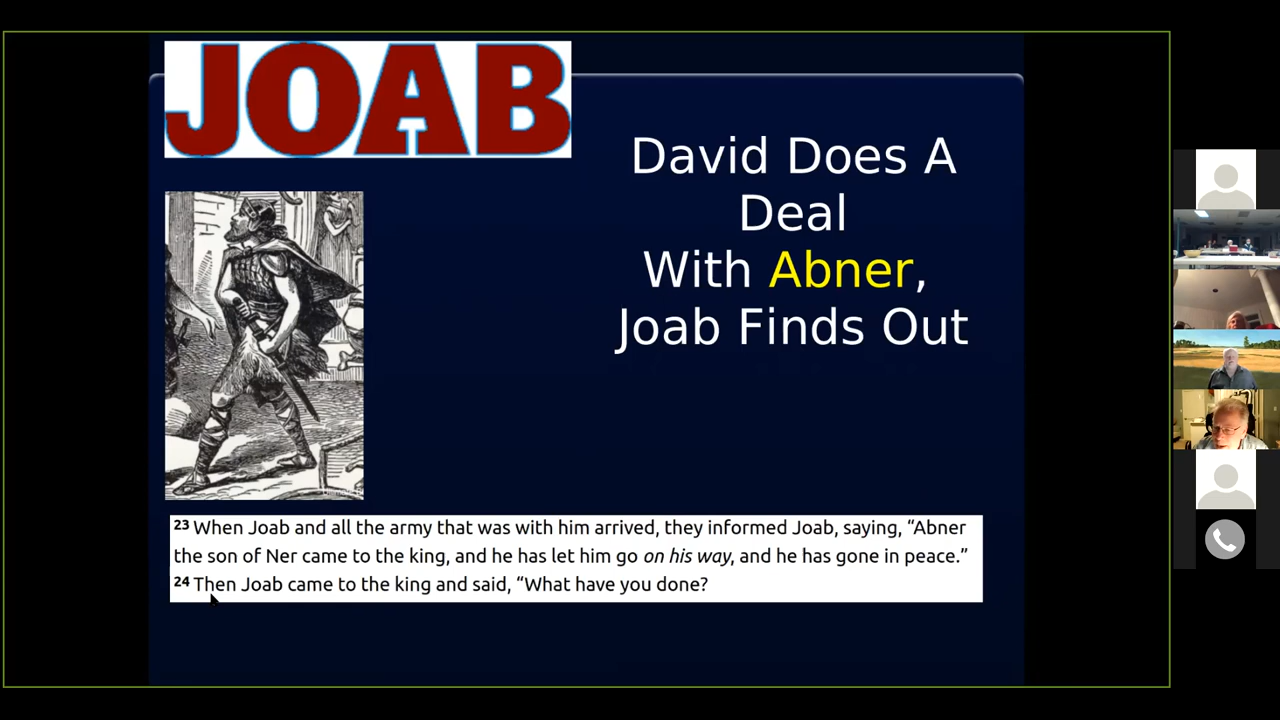 JOAB
David Does A
Deal
With Abner,
Joab Finds Out
23 When Joab and all the army that was with him arrived, they informed Joab, saying, “Abner
the son of Ner came to the king, and he has let him go on his way, and he has gone in peace.”
24 Then Joab came to the king and said, “What have you done?